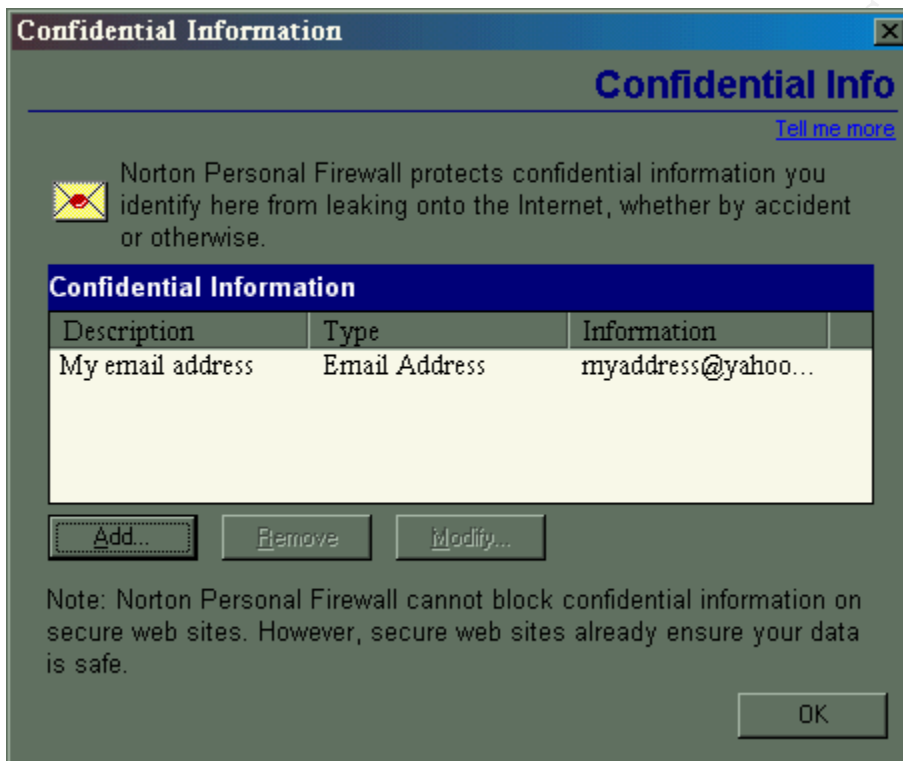 Confidential Information
Confidential Info
Tell me more
Norton Personal Firewall protects confidential information you
identify here from leaking onto the Internet, whether by accident
or otherwise.
Confidential Information
Description Type Information
My email address Email Address myaddress@yahoo...
Add... Remove Modify...
Note: Norton Personal Firewall cannot block confidential information on
secure web sites. However, secure web sites already ensure your data
is safe.
OK